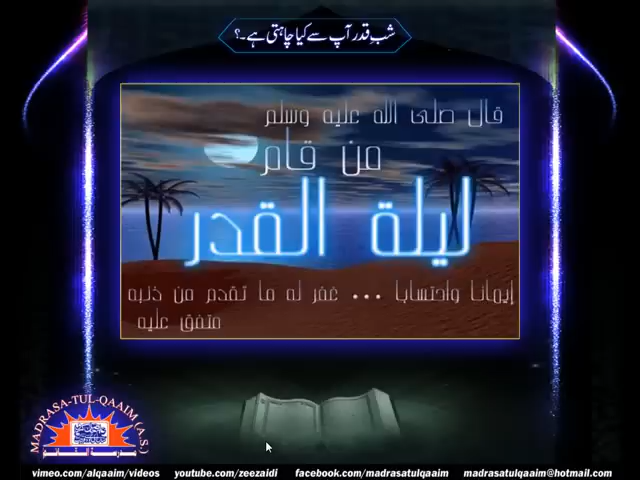 شبِ قدر آپ سے کیا چاہتی ہے۔؟
قال صلى الله عليه وسلم
من قام
ليلة القدر
إيمانا واحتسابا ... غفر له ما تقدم من ذنبه
متفق عليه
MADRASA-TUL-QAAIM (A.S)
مدرسة القائم
vimeo.com/alqaaim/videos youtube.com/zeezaidi facebook.com/madrasatulqaaim madrasatulqaaim@hotmail.com